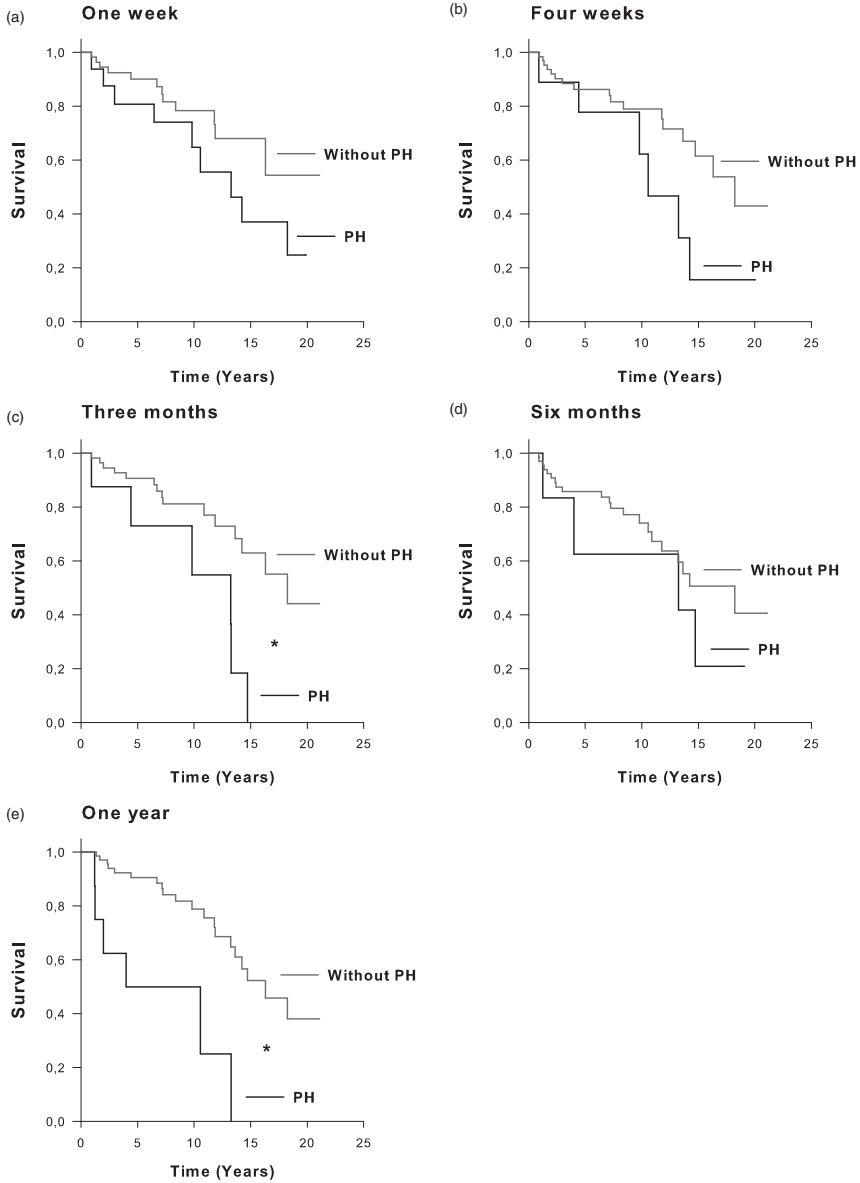 (a) One week
1,0
0,8
0,6
0,4
0,2
0,0
Survival
Without PH
PH
0 5 10 15 20 25
Time (Years)
(b) Four weeks
1,0
0,8
0,6
0,4
0,2
0,0
Survival
Without PH
PH
0 5 10 15 20 25
Time (Years)
(c) Three months
1,0
0,8
0,6
0,4
0,2
0,0
Survival
Without PH
*
PH
0 5 10 15 20 25
Time (Years)
(d) Six months
1,0
0,8
0,6
0,4
0,2
0,0
Survival
Without PH
PH
0 5 10 15 20 25
Time (Years)
(e) One year
1,0
0,8
0,6
0,4
0,2
0,0
Survival
Without PH
*
PH
0 5 10 15 20 25
Time (Years)